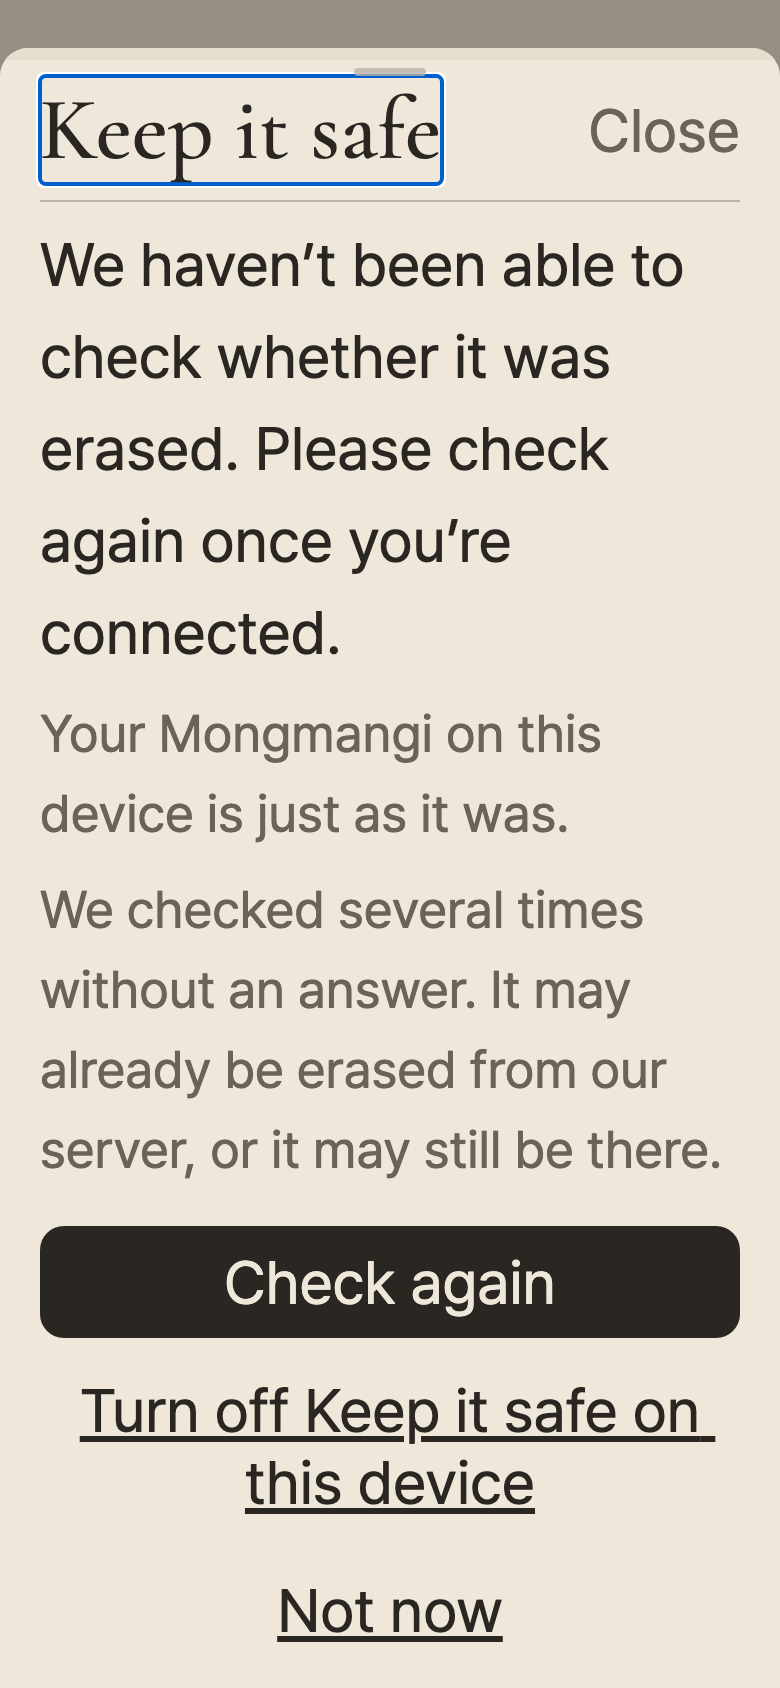 Keep it safe
Close
We haven’t been able to
check whether it was
erased. Please check
again once you’re
connected.
Your Mongmangi on this
device is just as it was.
We checked several times
without an answer. It may
already be erased from our
server, or it may still be there.
Check again
Turn off Keep it safe on
this device
Not now